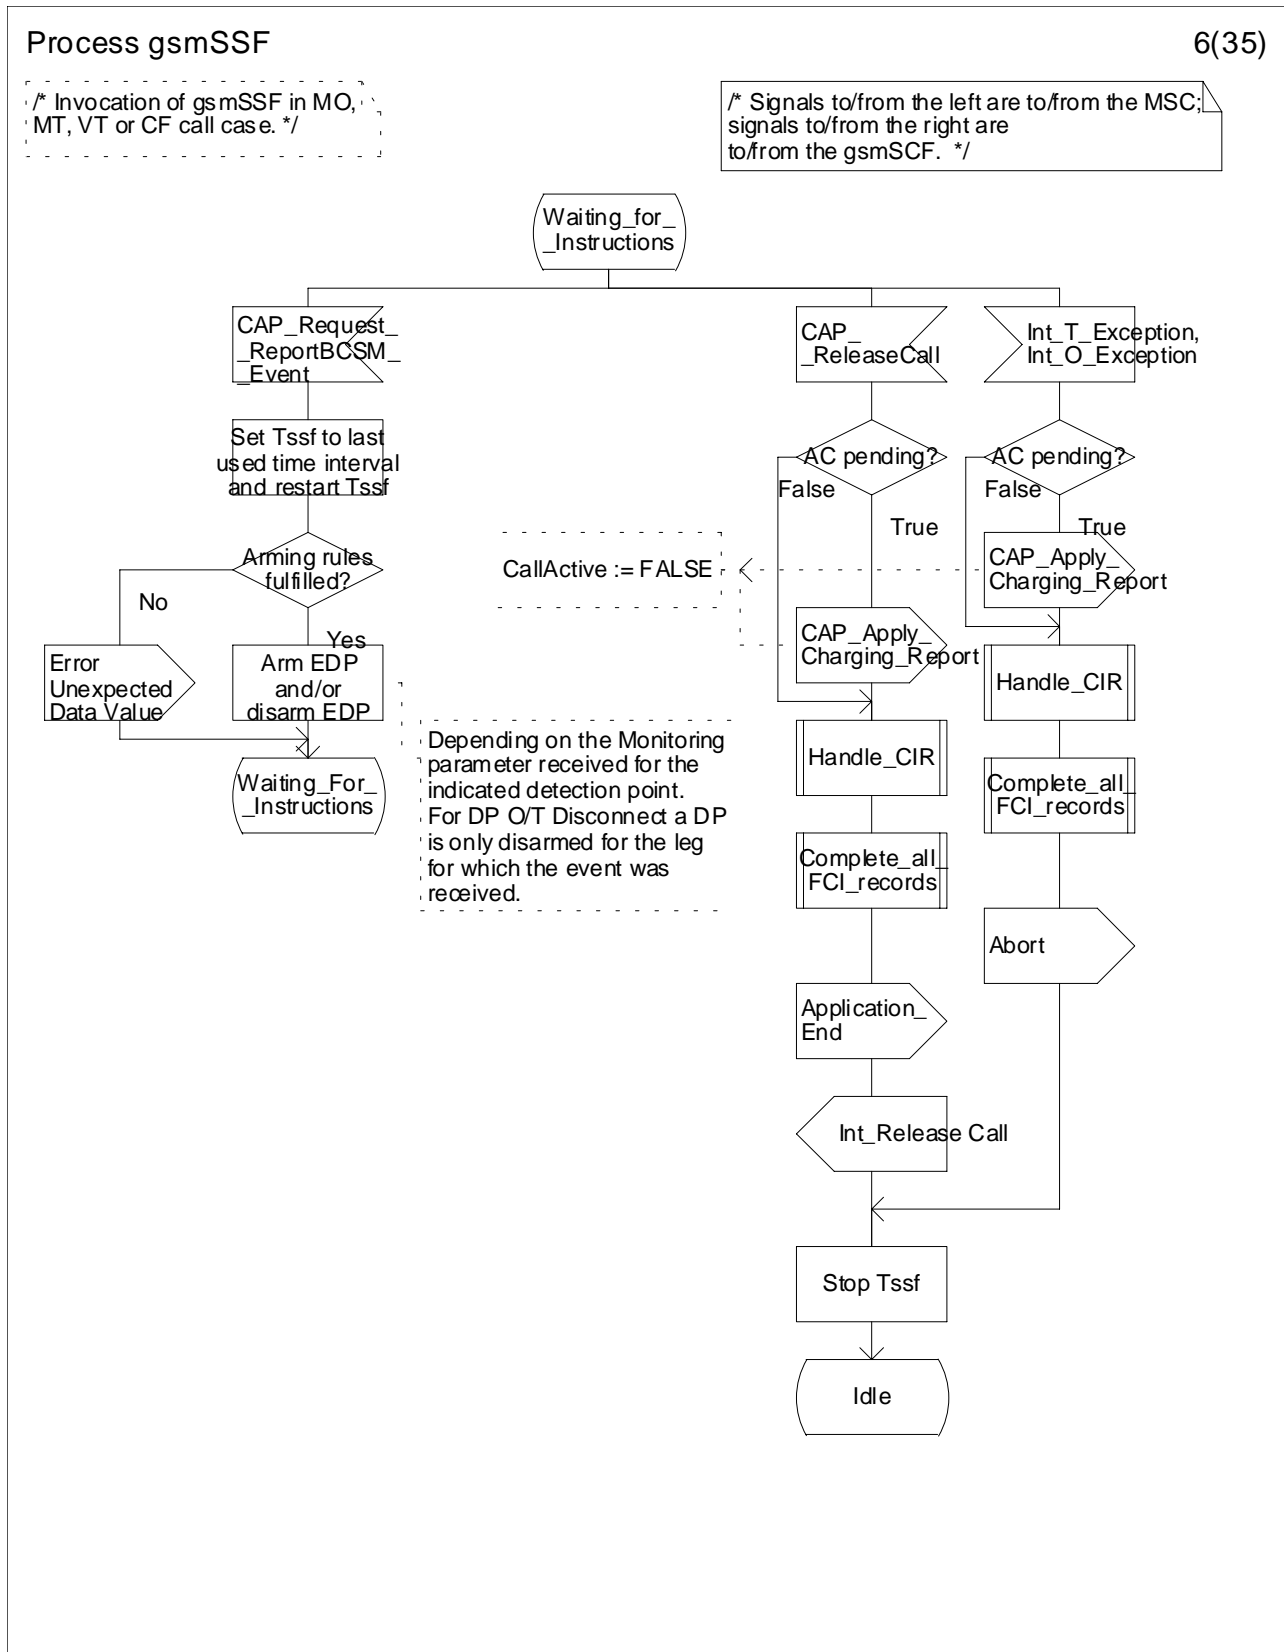 Process gsmSSF
6(35)
/* Invocation of gsmSSF in MO,
MT, VT or CF call case. */
/* Signals to/from the left are to/from the MSC;
signals to/from the right are
to/from the gsmSCF. */
Waiting_for_
_Instructions
CAP_Request_
_ReportBCSM_
_Event
CAP_
_ReleaseCall
Int_T_Exception,
Int_O_Exception
Set Tssf to last
used time interval
and restart Tssf
AC pending?
AC pending?
False
False
True
True
Arming rules
fulfilled?
CallActive := FALSE
CAP_Apply_
Charging_Report
No
Yes
CAP_Apply_
Charging_Report
Error
Unexpected
Data Value
Arm EDP
and/or
disarm EDP
Handle_CIR
Depending on the Monitoring
parameter received for the
indicated detection point.
For DP O/T Disconnect a DP
is only disarmed for the leg
for which the event was
received.
Handle_CIR
Waiting_For_
_Instructions
Complete_all_
FCI_records
Complete_all_
FCI_records
Abort
Application_
End
Int_Release Call
Stop Tssf
Idle